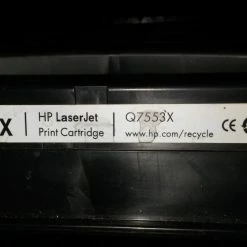 X
HP LaserJet
Print Cartridge
Q7553X
www.hp.com/recycle
CE